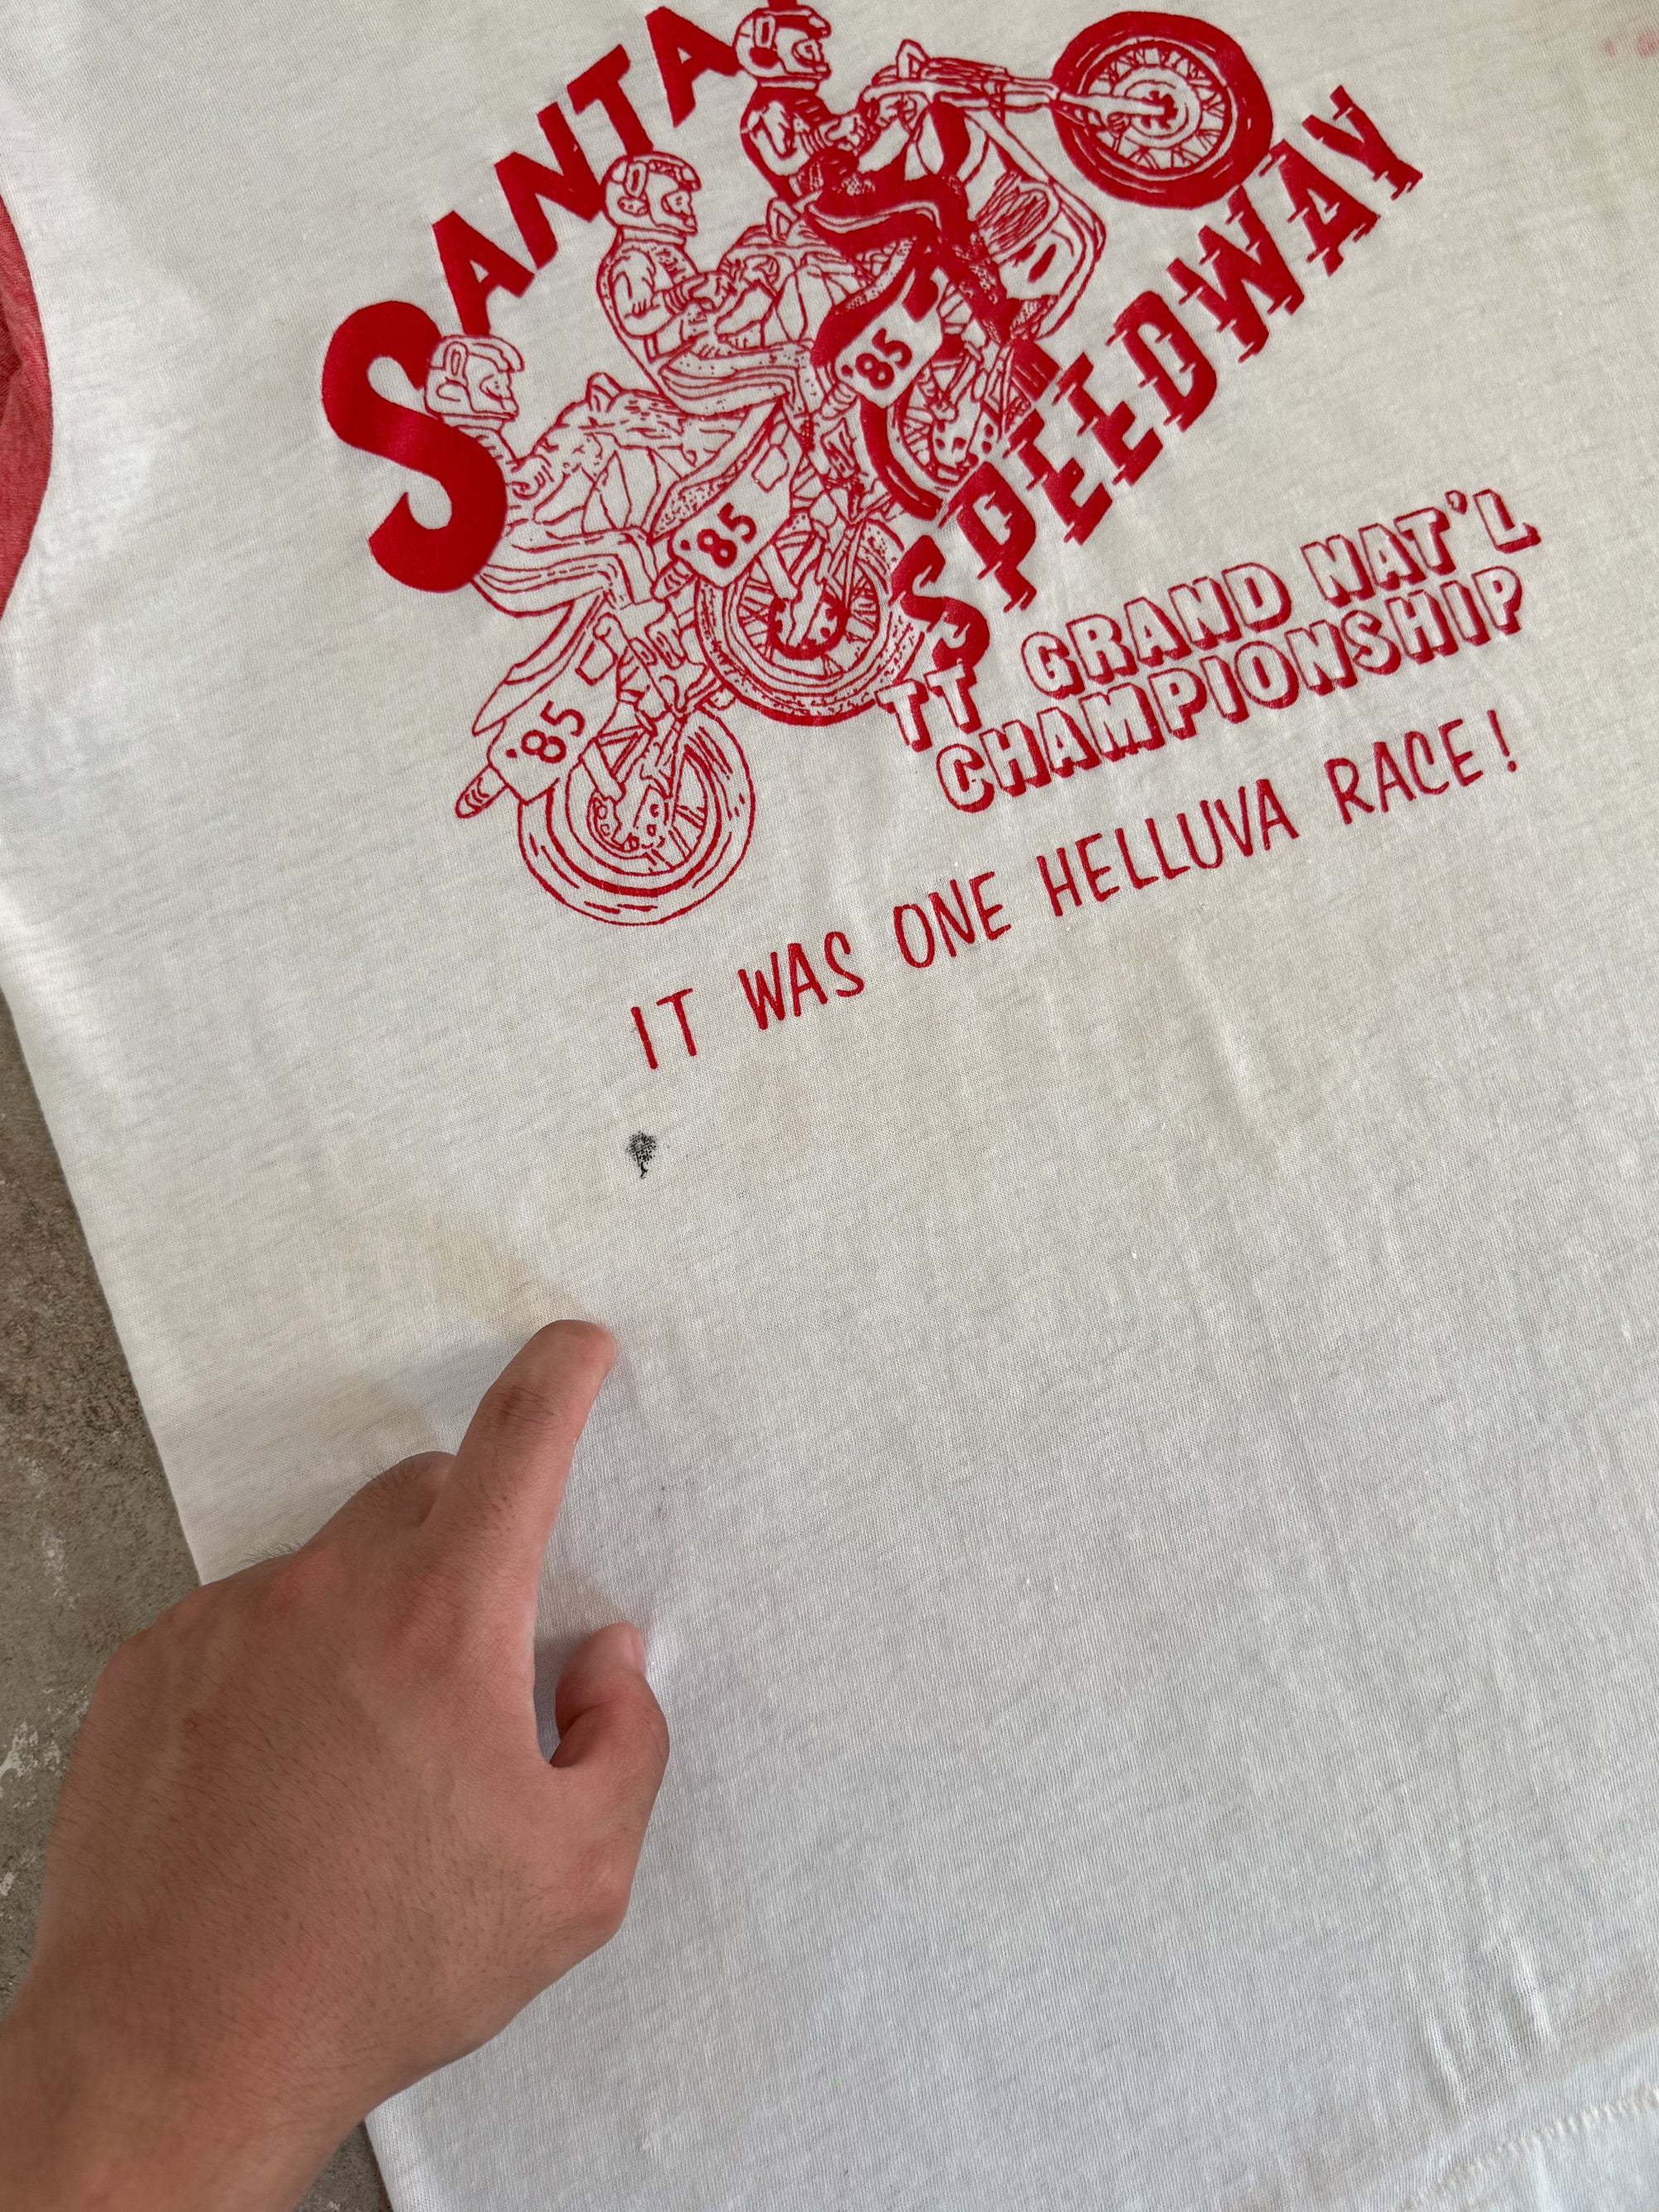 SANTA
SPEEDWAY
'85
'85
'85
TT GRAND NAT'L
CHAMPIONSHIP
IT WAS ONE HELLUVA RACE!